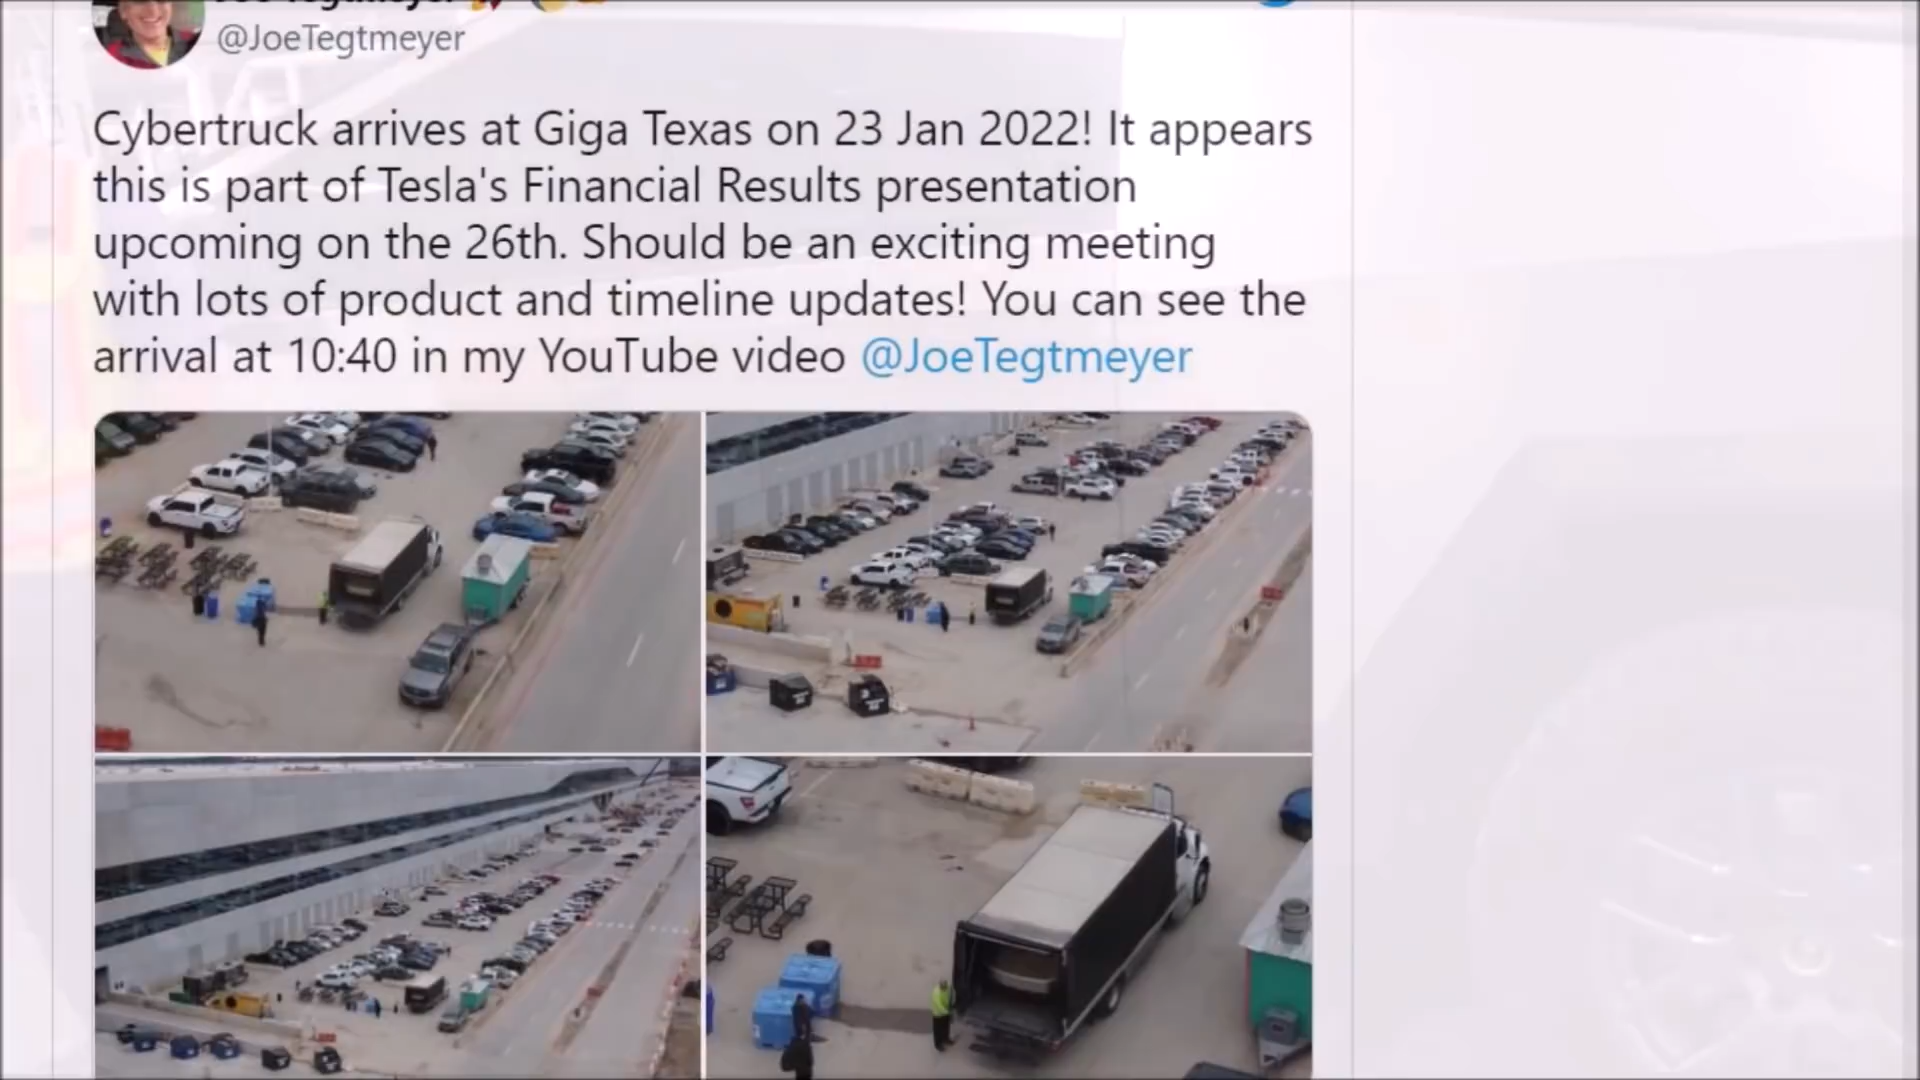 @JoeTegtmeyer
Cybertruck arrives at Giga Texas on 23 Jan 2022! It appears
this is part of Tesla's Financial Results presentation
upcoming on the 26th. Should be an exciting meeting
with lots of product and timeline updates! You can see the
arrival at 10:40 in my YouTube video @JoeTegtmeyer